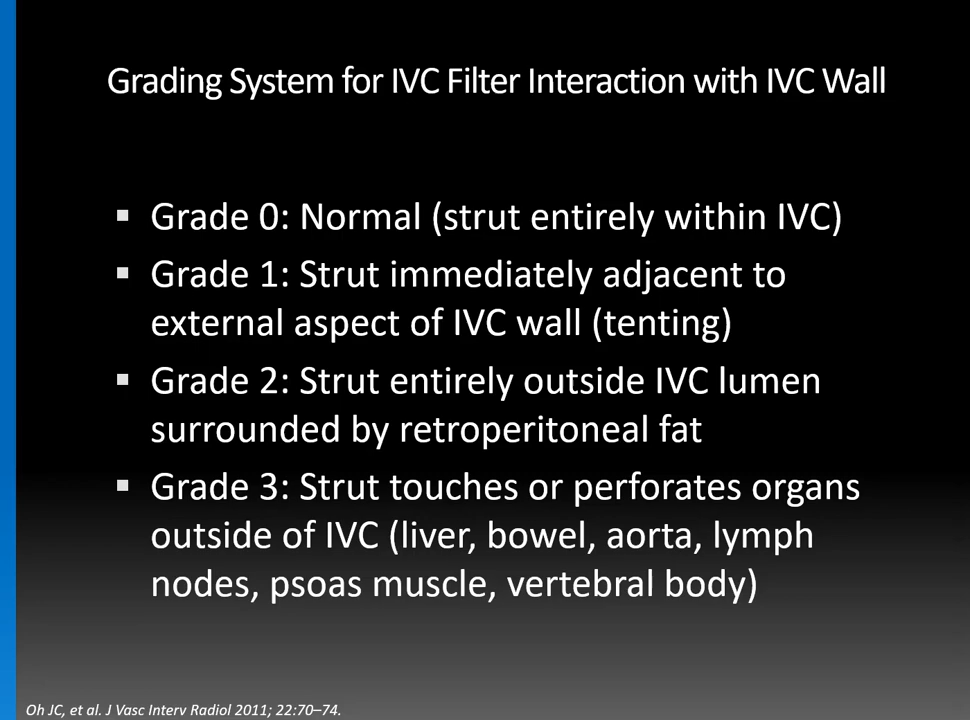 Grading System for IVC Filter Interaction with IVC Wall
▪ Grade 0: Normal (strut entirely within IVC)
▪ Grade 1: Strut immediately adjacent to
external aspect of IVC wall (tenting)
▪ Grade 2: Strut entirely outside IVC lumen
surrounded by retroperitoneal fat
▪ Grade 3: Strut touches or perforates organs
outside of IVC (liver, bowel, aorta, lymph
nodes, psoas muscle, vertebral body)
Oh JC, et al. J Vasc Interv Radiol 2011; 22:70–74.